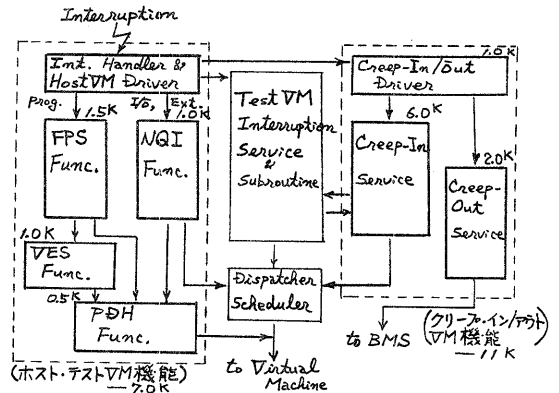 Interruption
Int. Handler &
Host VM Driver
Prog.
I/O,
Ext.
1.5K
1.0K
FPS
Func.
NQI
Func.
1.0K
VES
Func.
0.5K
PDH
Func.
(ホスト・テストVM機能)
— 7.0K
Test VM
Interruption
Service
&
Subroutine
Dispatcher
Scheduler
to Virtual
Machine
1.0K
Creep-In/Out
Driver
6.0K
Creep-In
Service
2.0K
Creep-
Out
Service
to BMS
(クリープ・イン/アウト
VM機能)
— 11K